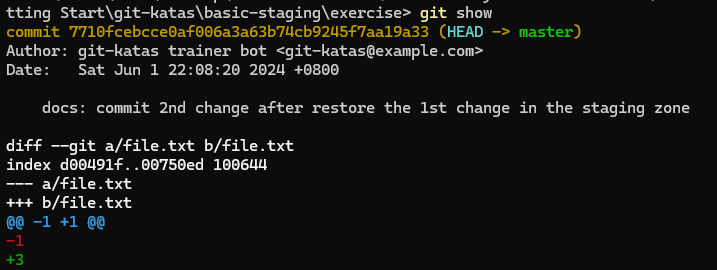 tting Start\git-katas\basic-staging\exercise> git show
commit 7710fcebcce0af006a3a63b74cb9245f7aa19a33 (HEAD -> master)
Author: git-katas trainer bot <git-katas@example.com>
Date:   Sat Jun 1 22:08:20 2024 +0800
    docs: commit 2nd change after restore the 1st change in the staging zone
diff --git a/file.txt b/file.txt
index d00491f..00750ed 100644
--- a/file.txt
+++ b/file.txt
@@ -1 +1 @@
-1
+3